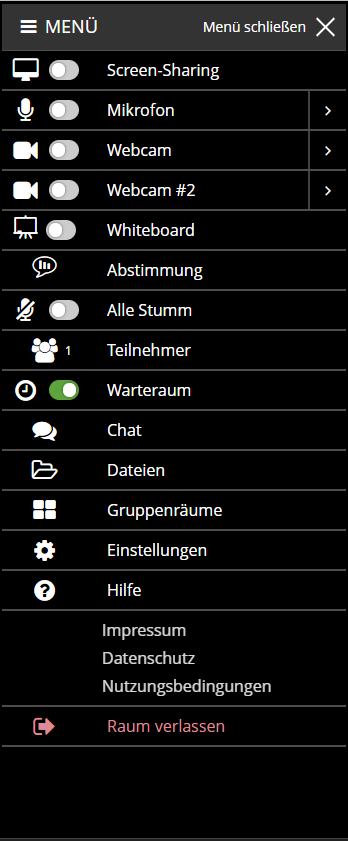 MENÜ Menü schließen
Screen-Sharing
Mikrofon
Webcam
Webcam #2
Whiteboard
Abstimmung
Alle Stumm
1 Teilnehmer
Warteraum
Chat
Dateien
Gruppenräume
Einstellungen
Hilfe
Impressum
Datenschutz
Nutzungsbedingungen
Raum verlassen